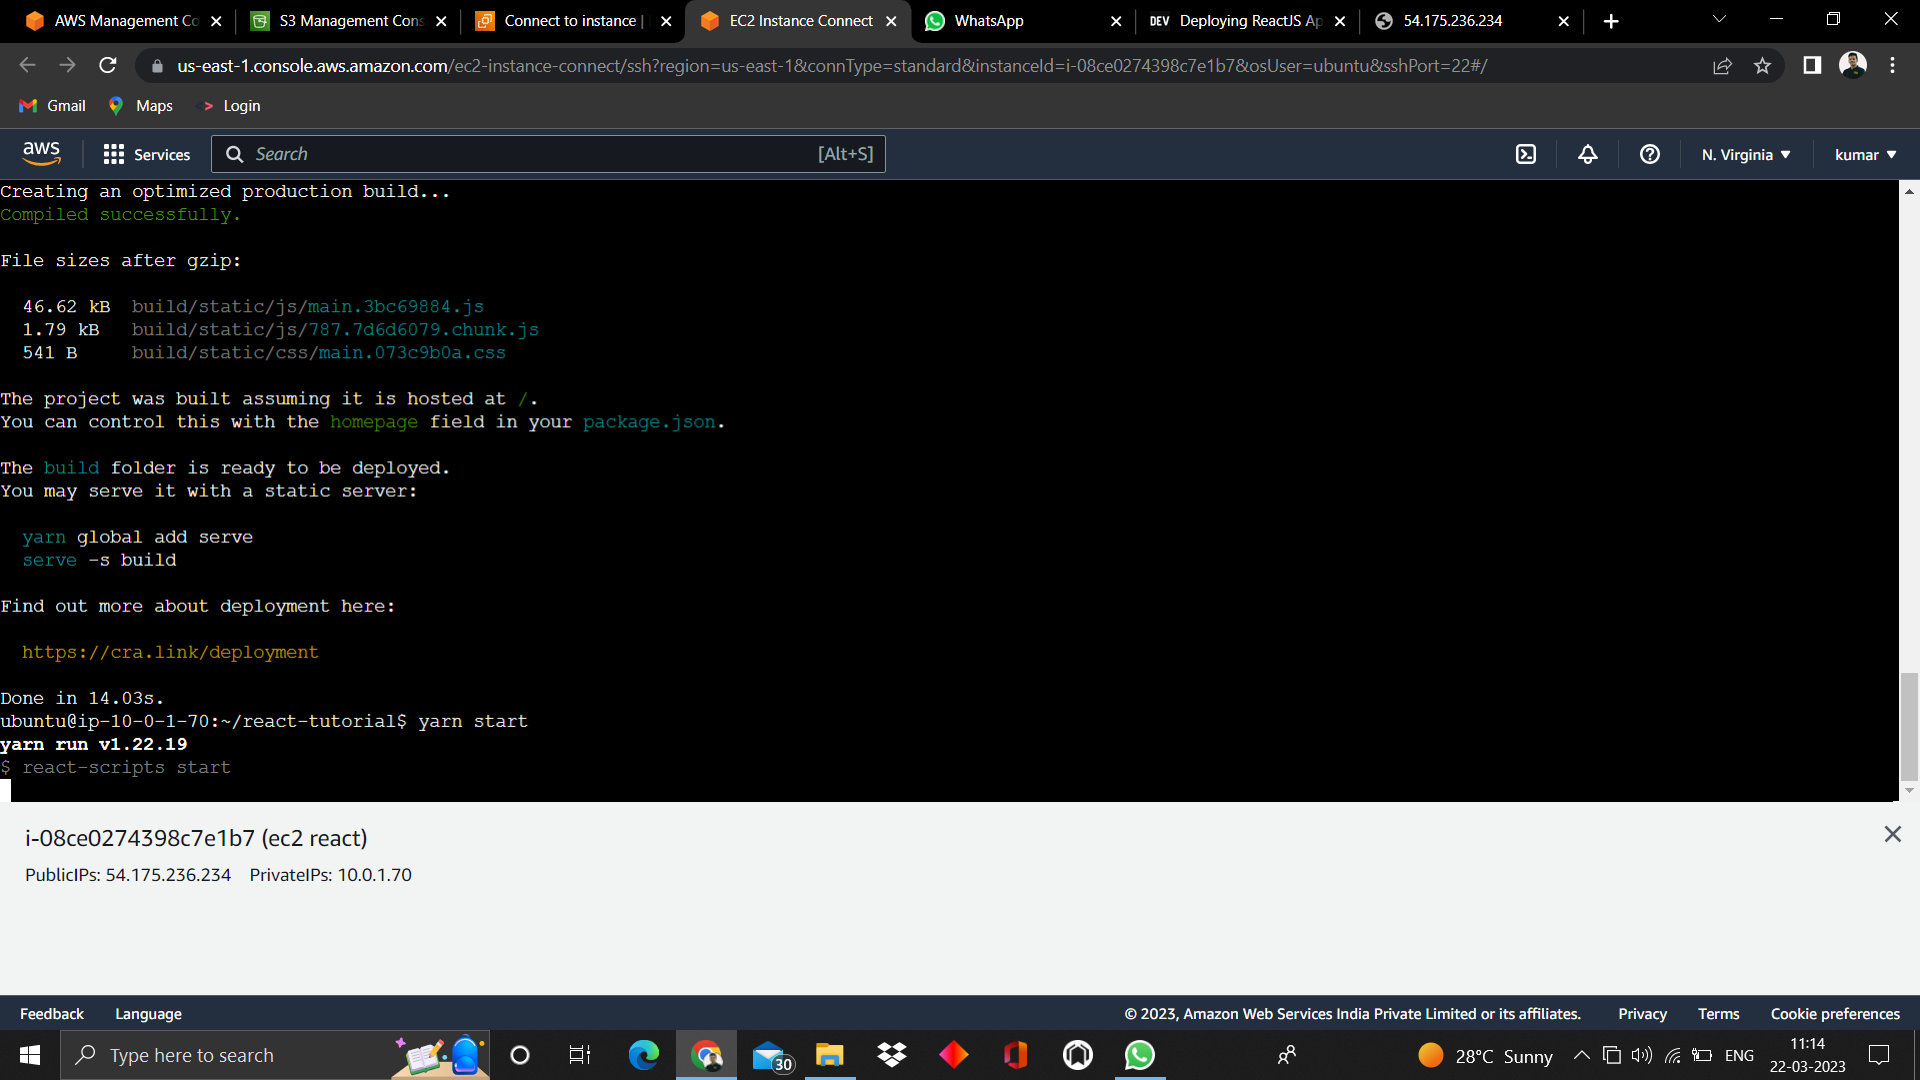 AWS Management Co
S3 Management Cons
Connect to instance |
EC2 Instance Connect
WhatsApp
DEV Deploying ReactJS Ap
54.175.236.234
us-east-1.console.aws.amazon.com/ec2-instance-connect/ssh?region=us-east-1&connType=standard&instanceId=i-08ce0274398c7e1b7&osUser=ubuntu&sshPort=22#/
Gmail
Maps
Login
aws
Services
Search
[Alt+S]
N. Virginia
kumar
Creating an optimized production build...
Compiled successfully.
File sizes after gzip:
46.62 kB build/static/js/main.3bc69884.js
1.79 kB build/static/js/787.7d6d6079.chunk.js
541 B build/static/css/main.073c9b0a.css
The project was built assuming it is hosted at /.
You can control this with the homepage field in your package.json.
The build folder is ready to be deployed.
You may serve it with a static server:
yarn global add serve
serve -s build
Find out more about deployment here:
https://cra.link/deployment
Done in 14.03s.
ubuntu@ip-10-0-1-70:~/react-tutorial$ yarn start
yarn run v1.22.19
$ react-scripts start
i-08ce0274398c7e1b7 (ec2 react)
PublicIPs: 54.175.236.234 PrivateIPs: 10.0.1.70
Feedback
Language
© 2023, Amazon Web Services India Private Limited or its affiliates.
Privacy
Terms
Cookie preferences
Type here to search
30
28°C Sunny
ENG
11:14
22-03-2023